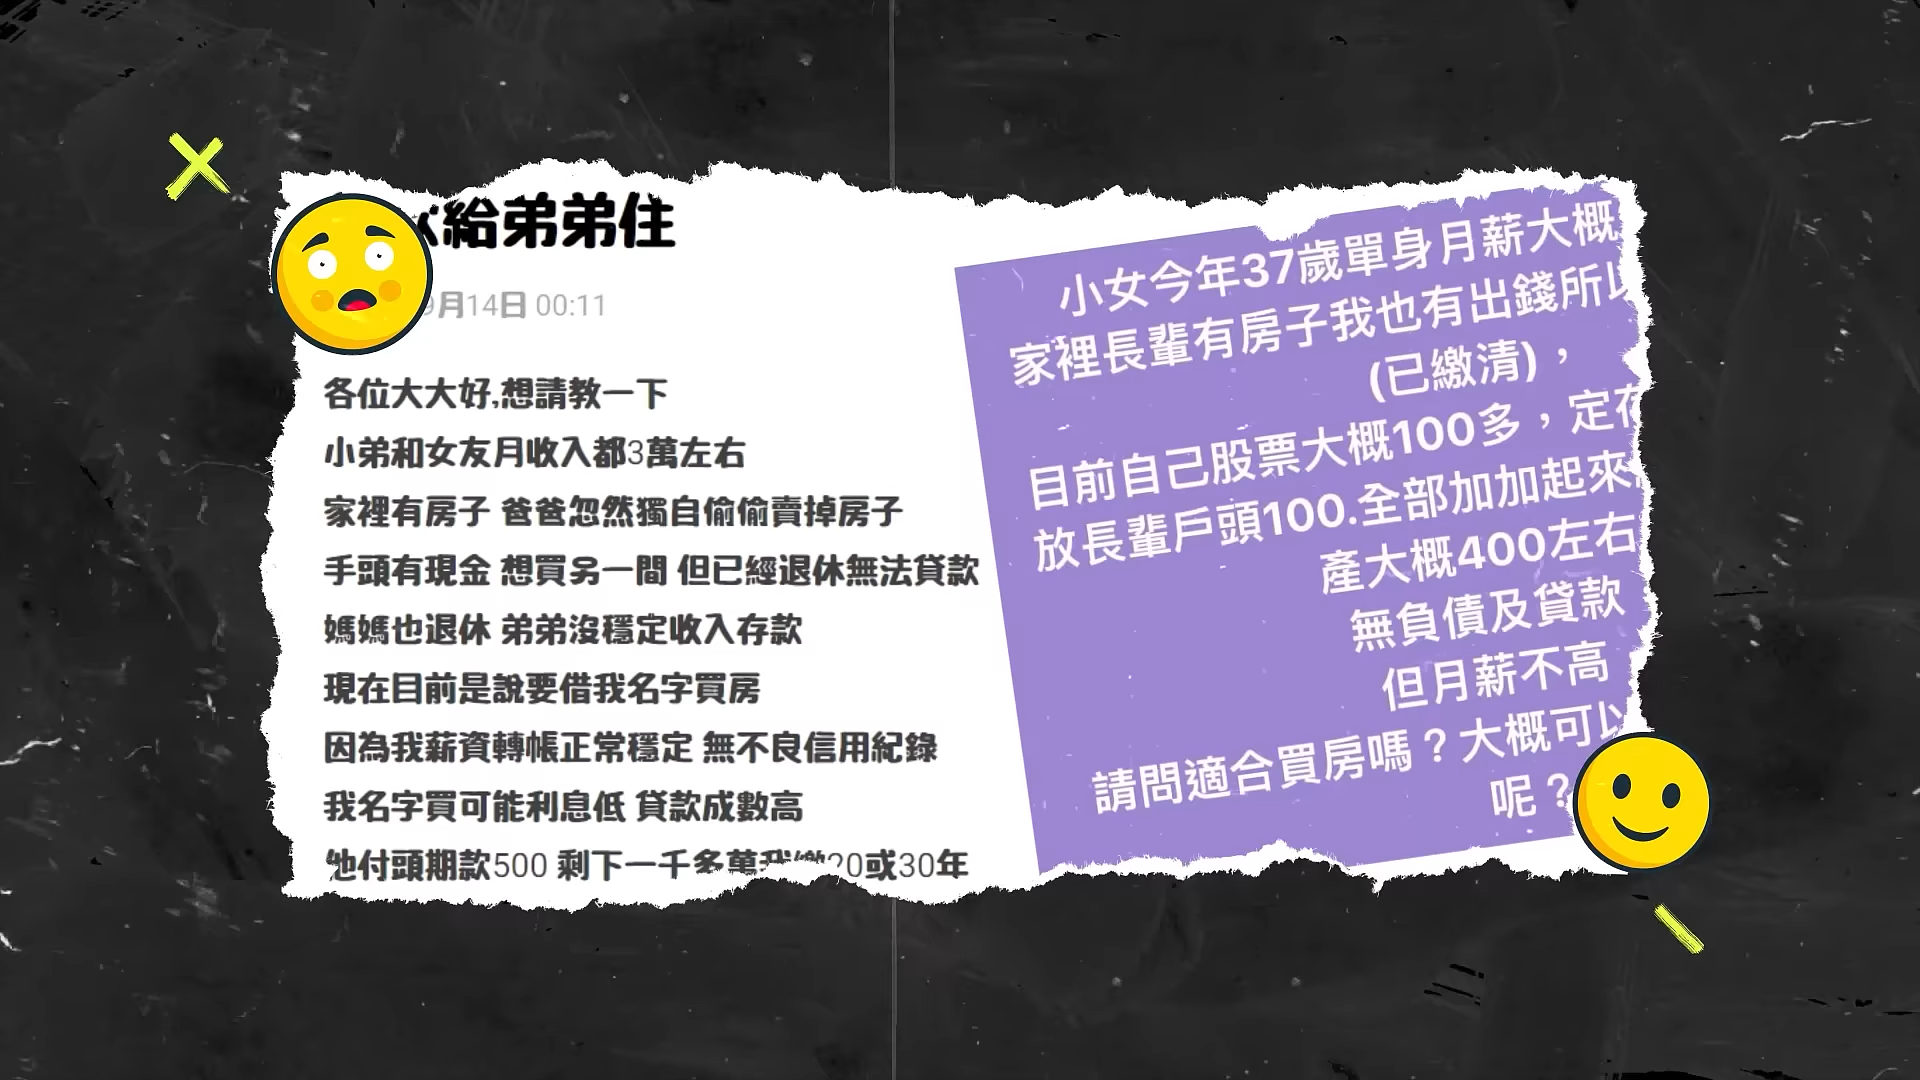 給弟弟住
9月14日 00:11
各位大大好,想請教一下
小弟和女友月收入都3萬左右
家裡有房子 爸爸忽然獨自偷偷賣掉房子
手頭有現金 想買另一間 但已經退休無法貸款
媽媽也退休 弟弟沒穩定收入存款
現在目前是說要借我名字買房
因為我薪資轉帳正常穩定 無不良信用紀錄
我名字買可能利息低 貸款成數高
他付頭期款500 剩下一千多萬我繳20或30年
小女今年37歲單身月薪大概
家裡長輩有房子我也有出錢所以
(已繳清)，
目前自己股票大概100多，定存
放長輩戶頭100.全部加加起來
產大概400左右
無負債及貸款
但月薪不高
請問適合買房嗎？大概可以
呢？